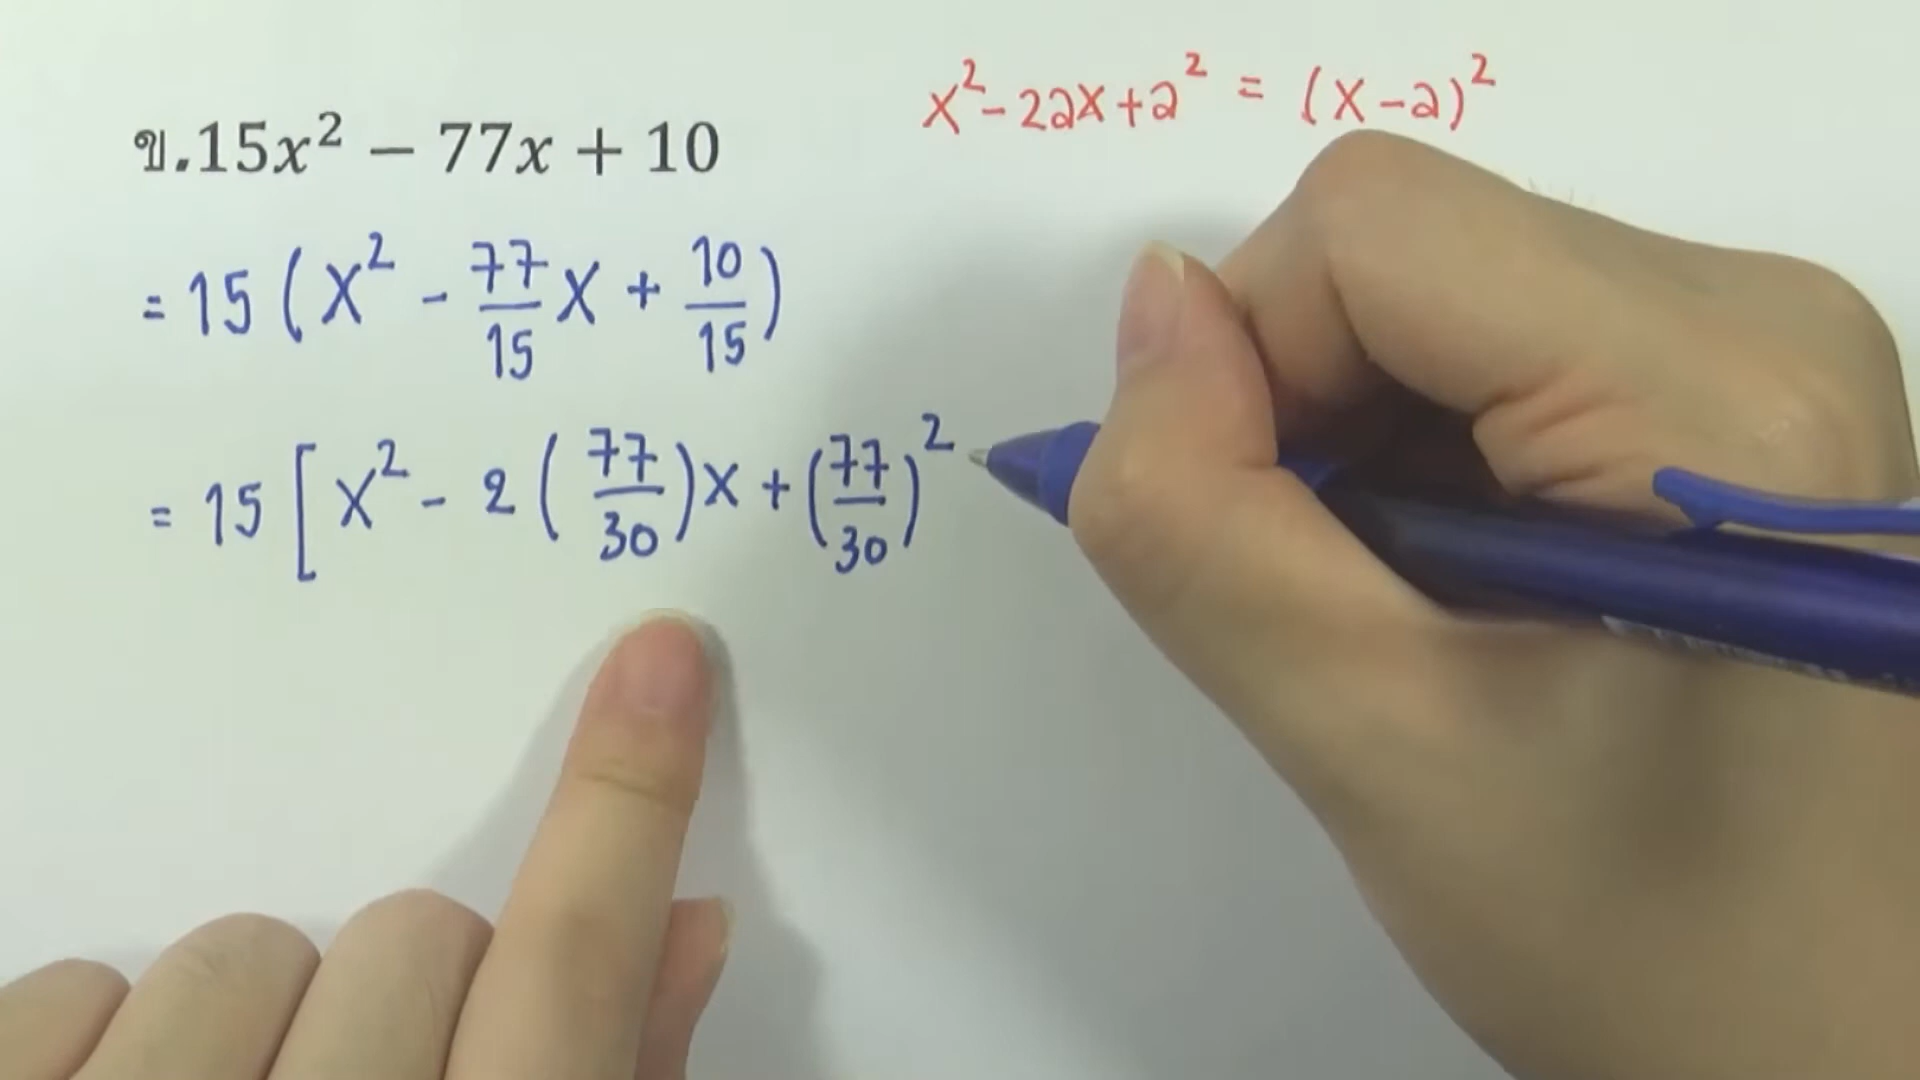 ข.15x² − 77x + 10
x² - 2ax + a² = (x - a)²
= 15 ( x² - 77/15 x + 10/15 )
= 15 [ x² - 2 ( 77/30 ) x + ( 77/30 )²